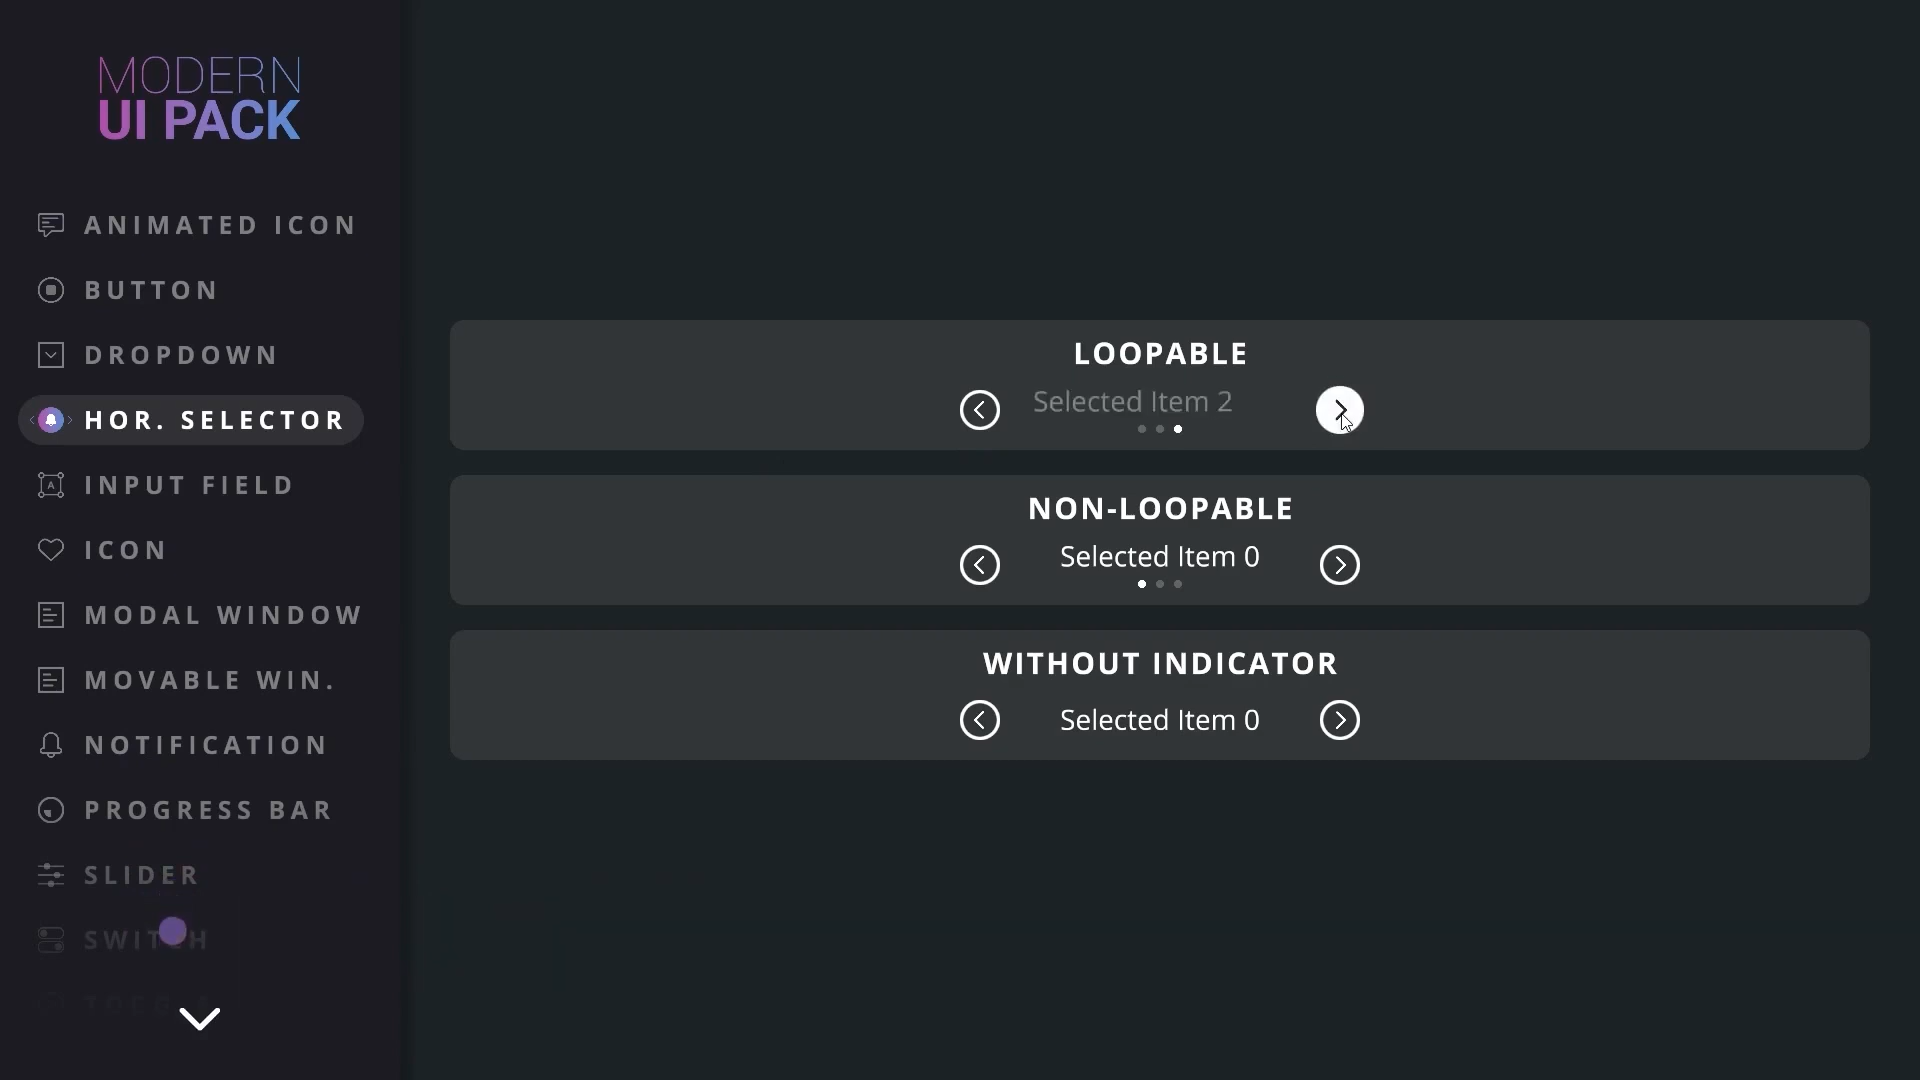 MODERN
UI PACK
ANIMATED ICON
BUTTON
DROPDOWN
HOR. SELECTOR
INPUT FIELD
ICON
MODAL WINDOW
MOVABLE WIN.
NOTIFICATION
PROGRESS BAR
SLIDER
SWITCH
LOOPABLE
Selected Item 2
NON-LOOPABLE
Selected Item 0
WITHOUT INDICATOR
Selected Item 0